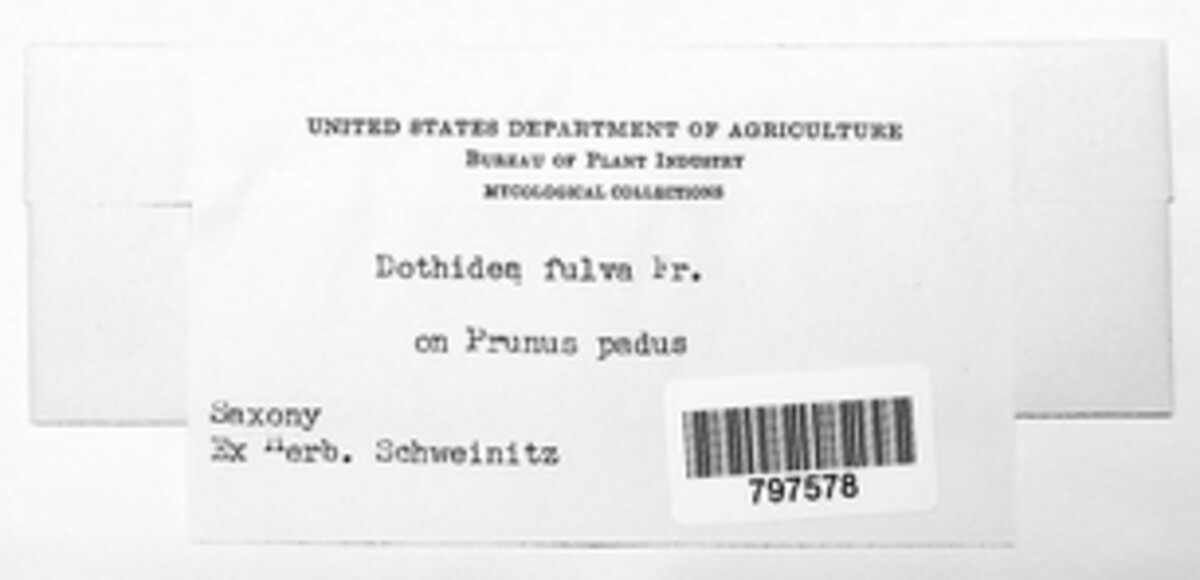 UNITED STATES DEPARTMENT OF AGRICULTURE
BUREAU OF PLANT INDUSTRY
MYCOLOGICAL COLLECTIONS
Dothidea fulva Fr.
on Prunus padus
Saxony
Ex Herb. Schweinitz
797578